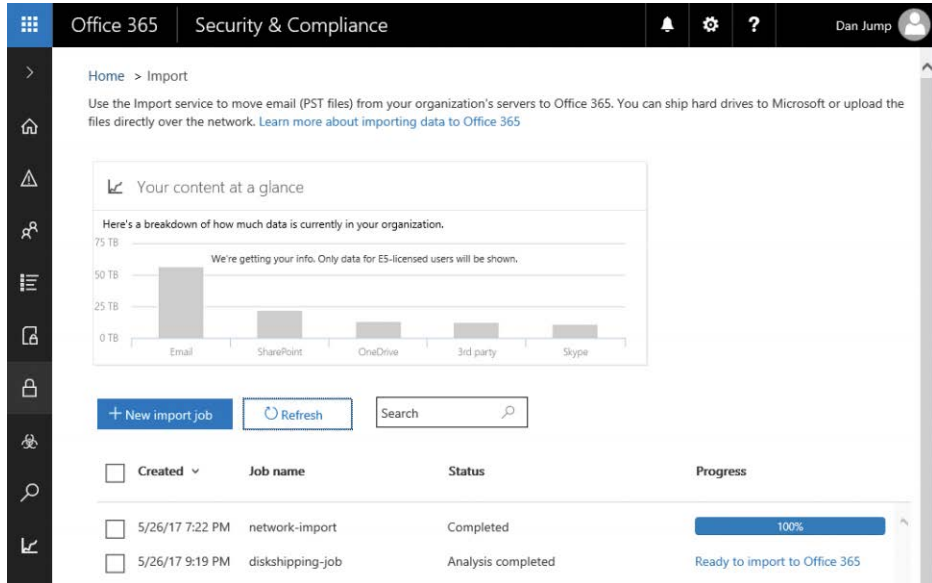 Office 365 Security & Compliance ? Dan Jump
Home > Import
Use the Import service to move email (PST files) from your organization's servers to Office 365. You can ship hard drives to Microsoft or upload the
files directly over the network. Learn more about importing data to Office 365
Your content at a glance
Here's a breakdown of how much data is currently in your organization.
75 TB
We're getting your info. Only data for E5-licensed users will be shown.
50 TB
25 TB
0 TB
Email SharePoint OneDrive 3rd party Skype
+ New import job Refresh Search
Created Job name Status Progress
5/26/17 7:22 PM network-import Completed 100%
5/26/17 9:19 PM diskshipping-job Analysis completed Ready to import to Office 365